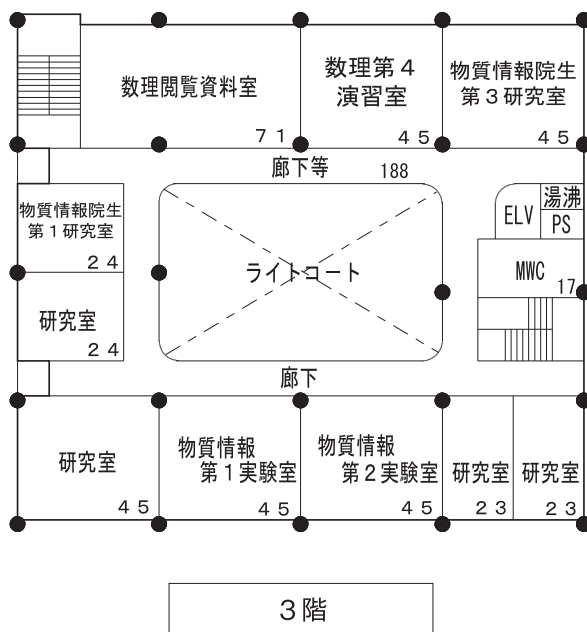 数理閲覧資料室
71
数理第4
演習室
45
物質情報院生
第3研究室
45
廊下等 188
物質情報院生
第1研究室
24
ELV
湯沸
PS
ライトコート
MWC
17
研究室
24
廊下
研究室
45
物質情報
第1実験室
45
物質情報
第2実験室
45
研究室
23
研究室
23
3階